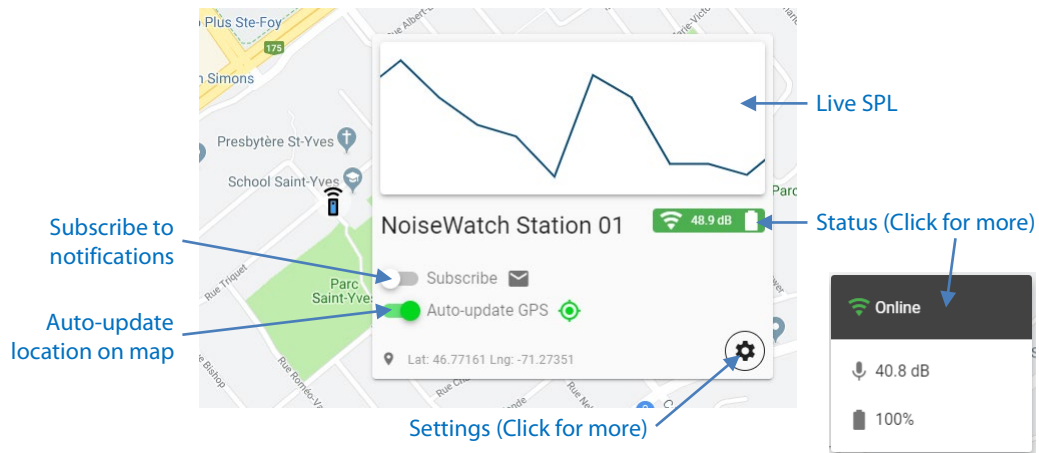 Plus Ste-Foy
175
Simons
Presbytère St-Yves
School Saint-Yves
Rue Triquet
Parc
Saint-Yve
Bishop
Live SPL
Parc
NoiseWatch Station 01
48.9 dB
Status (Click for more)
Subscribe to
notifications
Subscribe
Auto-update GPS
Auto-update
location on map
Lat: 46.77161 Lng: -71.27351
Settings (Click for more)
Online
40.8 dB
100%